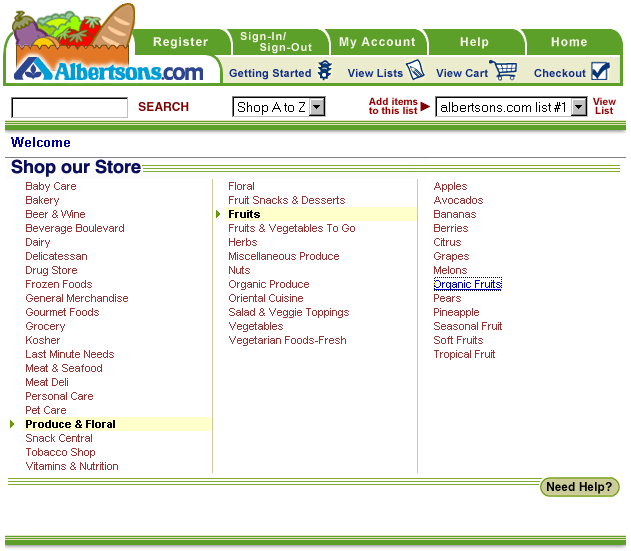 Register
Sign-In/
Sign-Out
My Account
Help
Home
Albertsons.com
Getting Started
View Lists
View Cart
Checkout
SEARCH
Shop A to Z
Add items
to this list
albertsons.com list #1
View
List
Welcome
Shop our Store
Baby Care
Bakery
Beer & Wine
Beverage Boulevard
Dairy
Delicatessan
Drug Store
Frozen Foods
General Merchandise
Gourmet Foods
Grocery
Kosher
Last Minute Needs
Meat & Seafood
Meat Deli
Personal Care
Pet Care
Produce & Floral
Snack Central
Tobacco Shop
Vitamins & Nutrition
Floral
Fruit Snacks & Desserts
Fruits
Fruits & Vegetables To Go
Herbs
Miscellaneous Produce
Nuts
Organic Produce
Oriental Cuisine
Salad & Veggie Toppings
Vegetables
Vegetarian Foods-Fresh
Apples
Avocados
Bananas
Berries
Citrus
Grapes
Melons
Organic Fruits
Pears
Pineapple
Seasonal Fruit
Soft Fruits
Tropical Fruit
Need Help?